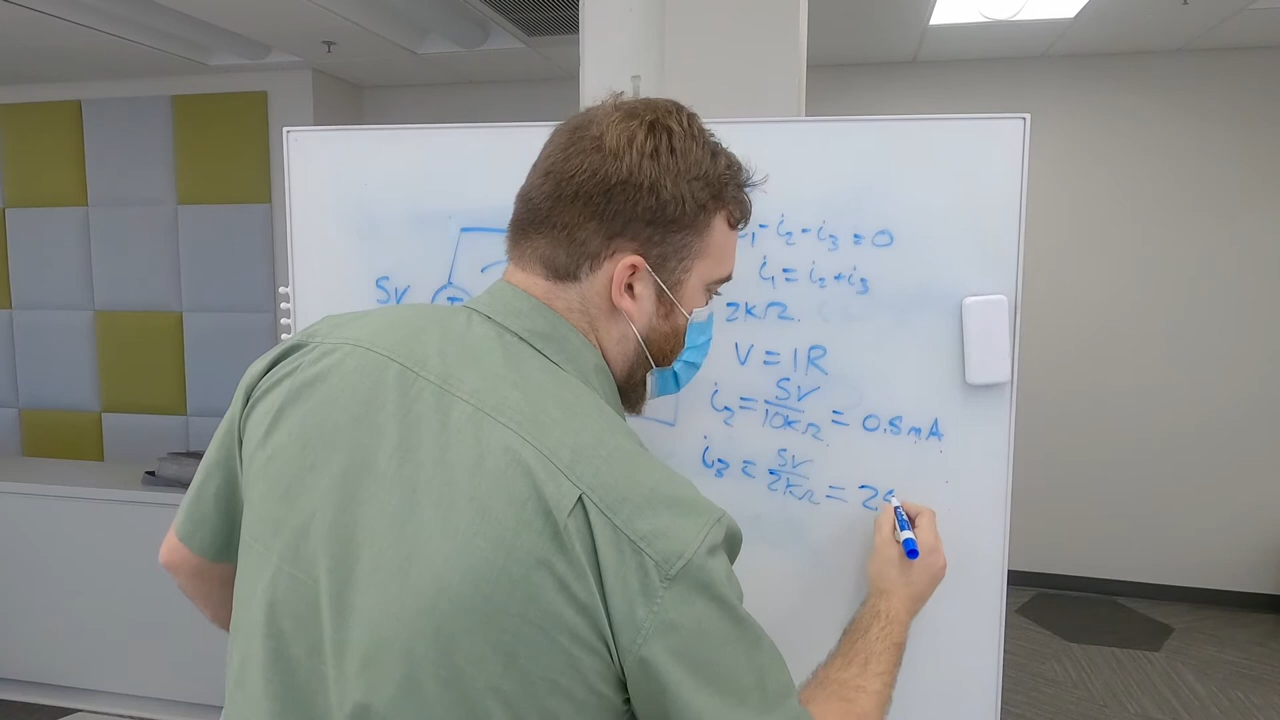 5V
i₁-i₂-i₃=0
i₁=i₂+i₃
2KΩ
V=IR
i₂=5V/10KΩ=0.5mA
i₃=5V/2KΩ=2